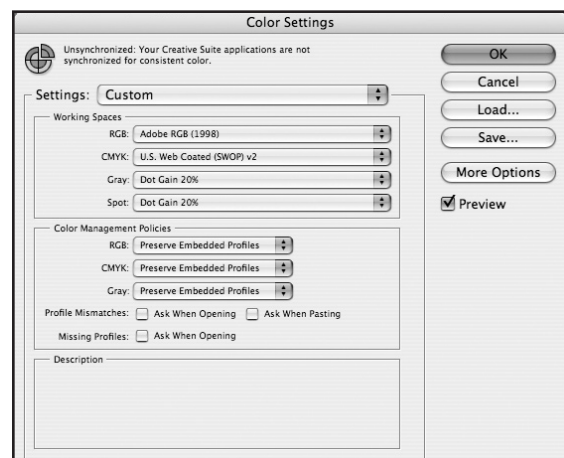 Color Settings
Unsynchronized: Your Creative Suite applications are not
synchronized for consistent color.
Settings: Custom
Working Spaces
RGB: Adobe RGB (1998)
CMYK: U.S. Web Coated (SWOP) v2
Gray: Dot Gain 20%
Spot: Dot Gain 20%
Color Management Policies
RGB: Preserve Embedded Profiles
CMYK: Preserve Embedded Profiles
Gray: Preserve Embedded Profiles
Profile Mismatches: Ask When Opening Ask When Pasting
Missing Profiles: Ask When Opening
Description
OK
Cancel
Load...
Save...
More Options
Preview